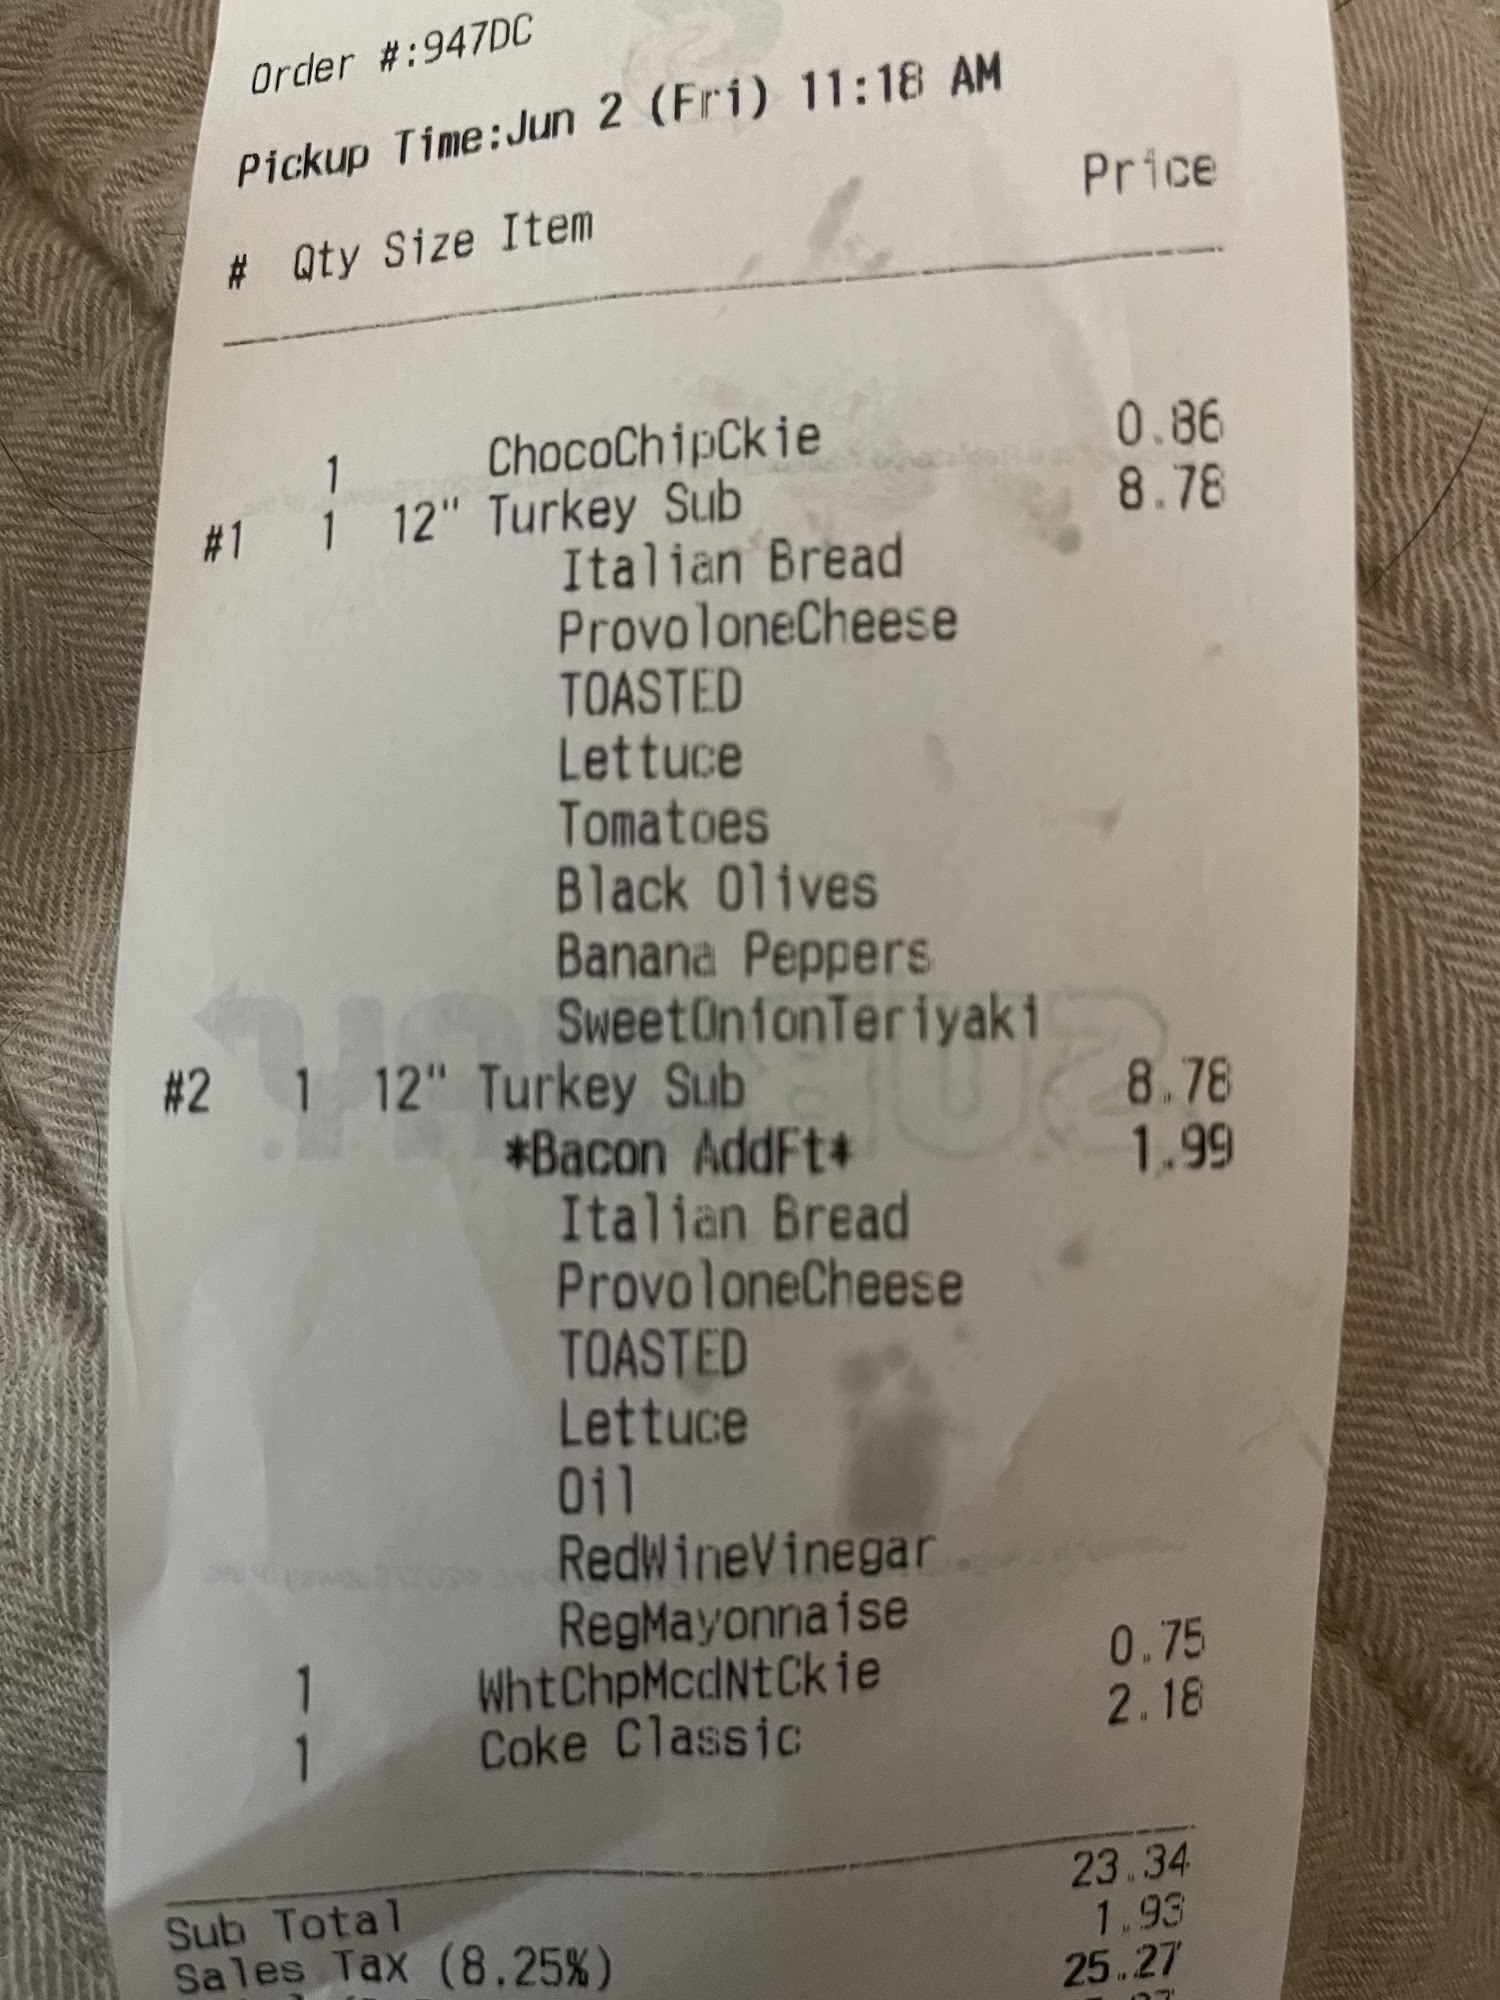 Order #:947DC
Pickup Time:Jun 2 (Fri) 11:18 AM
# Qty Size Item Price
1 ChocoChipCkie 0.86
#1 1 12" Turkey Sub 8.78
Italian Bread
ProvoloneCheese
TOASTED
Lettuce
Tomatoes
Black Olives
Banana Peppers
SweetOnionTeriyaki
#2 1 12" Turkey Sub 8.78
*Bacon AddFt* 1.99
Italian Bread
ProvoloneCheese
TOASTED
Lettuce
Oil
RedWineVinegar
RegMayonnaise
1 WhtChpMcdNtCkie 0.75
1 Coke Classic 2.18
Sub Total 23.34
Sales Tax (8.25%) 1.93
25.27